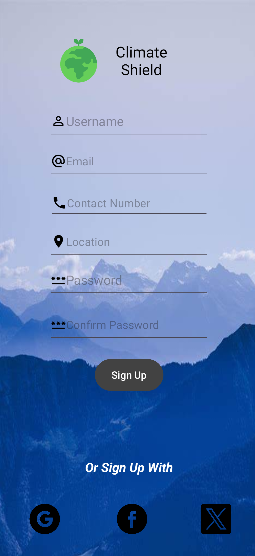 Climate
Shield
Username
Email
Contact Number
Location
Password
Confirm Password
Sign Up
Or Sign Up With